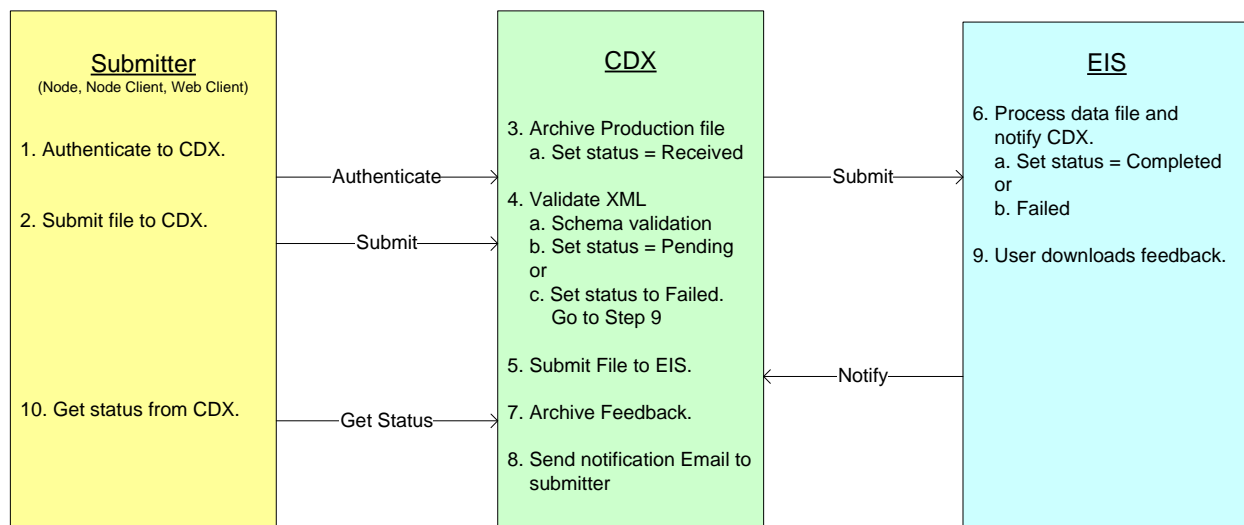 Submitter
(Node, Node Client, Web Client)
1. Authenticate to CDX.
2. Submit file to CDX.
10. Get status from CDX.
Authenticate
Submit
Get Status
CDX
3. Archive Production file
a. Set status = Received
4. Validate XML
a. Schema validation
b. Set status = Pending
or
c. Set status to Failed.
Go to Step 9
5. Submit File to EIS.
7. Archive Feedback.
8. Send notification Email to
submitter
Submit
Notify
EIS
6. Process data file and
notify CDX.
a. Set status = Completed
or
b. Failed
9. User downloads feedback.